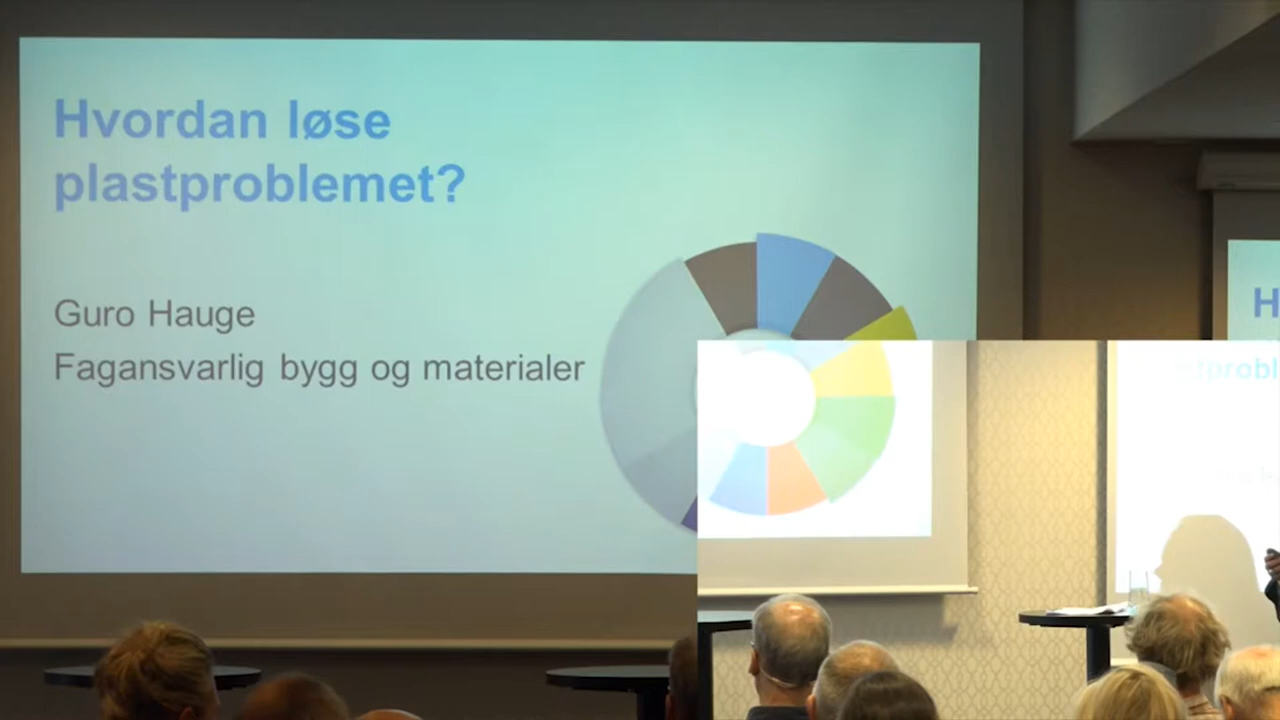 Hvordan løse
plastproblemet?
Guro Hauge
Fagansvarlig bygg og materialer
H